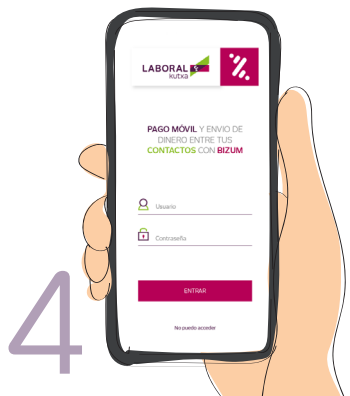 LABORAL
kutxa
PAGO MÓVIL Y ENVIO DE
DINERO ENTRE TUS
CONTACTOS CON BIZUM
Usuario
Contraseña
ENTRAR
No puedo acceder
4